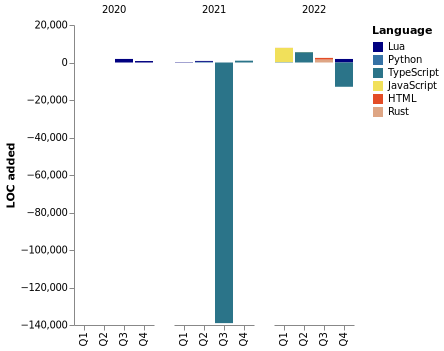 2020 2021 2022
20,000
0
−20,000
−40,000
−60,000
−80,000
−100,000
−120,000
−140,000
LOC added
Q1 Q2 Q3 Q4 Q1 Q2 Q3 Q4 Q1 Q2 Q3 Q4
Language
Lua
Python
TypeScript
JavaScript
HTML
Rust